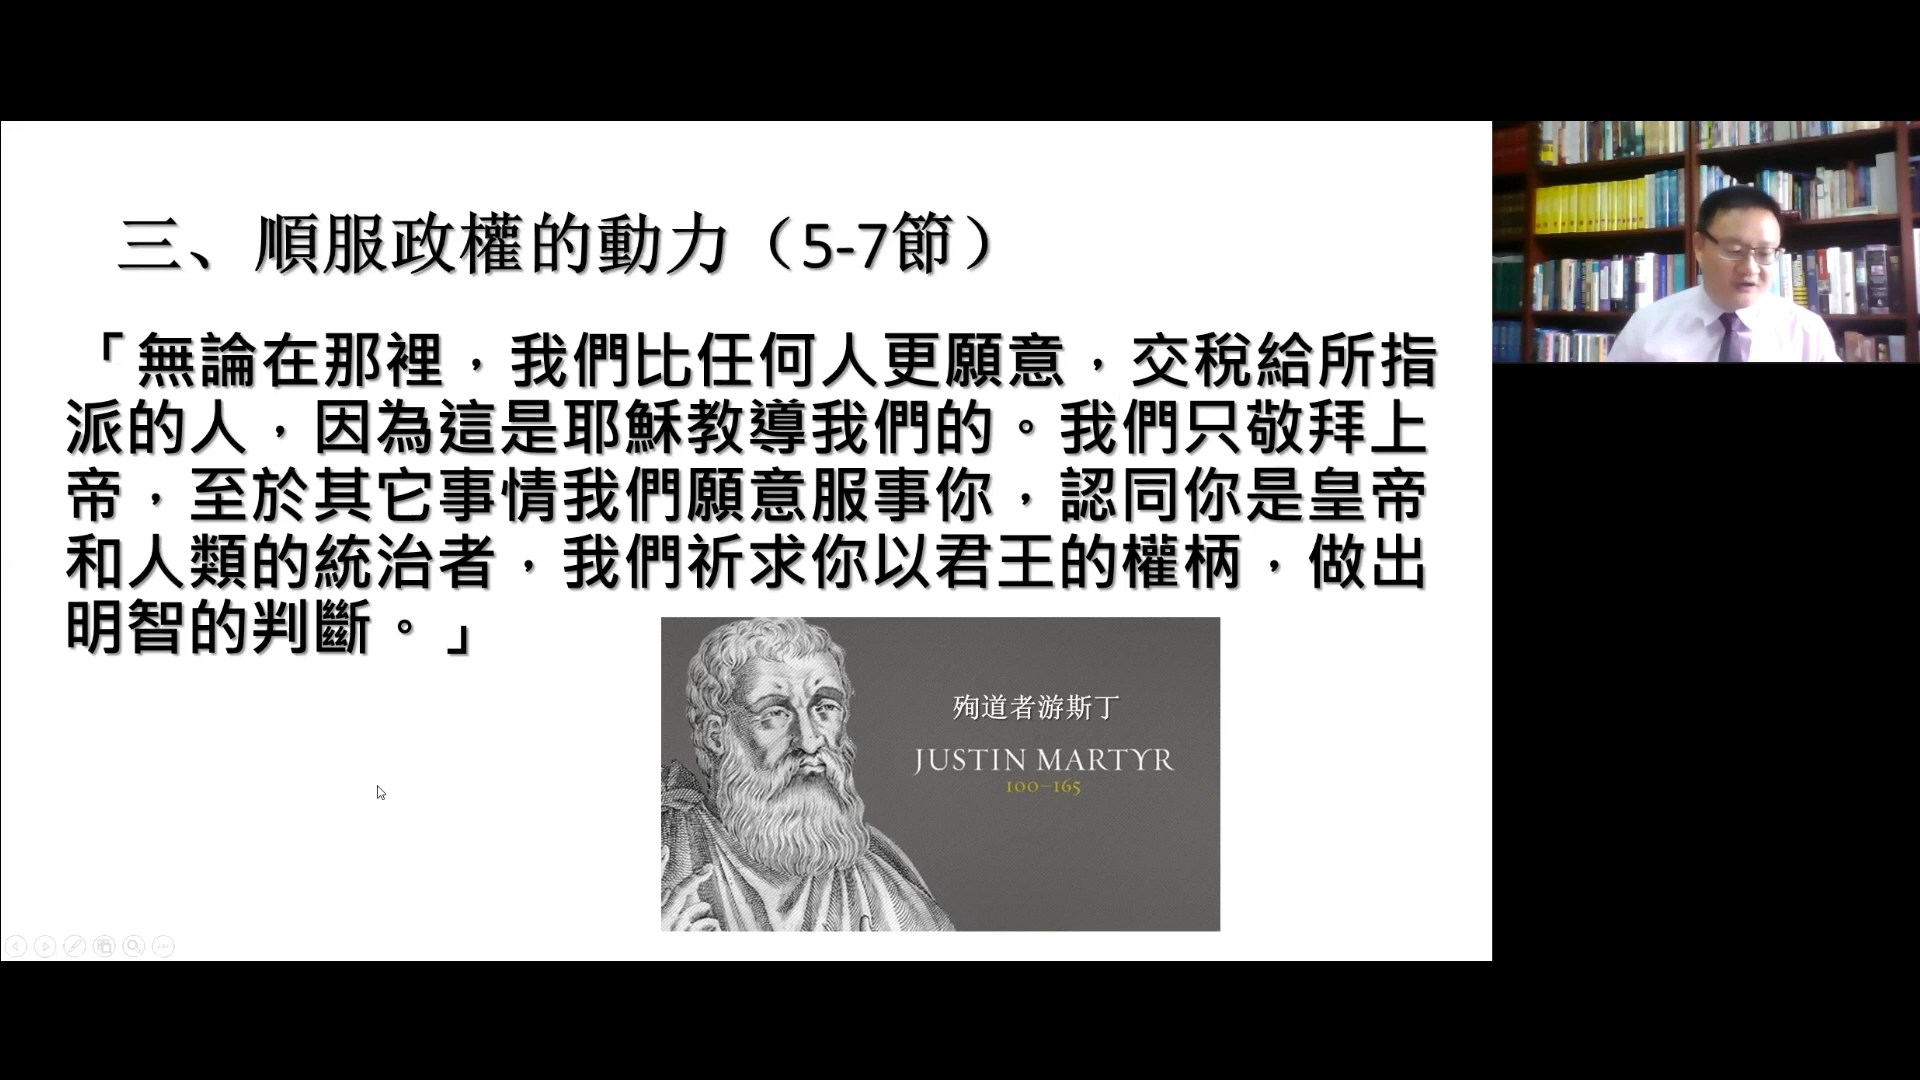 三、順服政權的動力（5-7節）
「無論在那裡，我們比任何人更願意，交稅給所指
派的人，因為這是耶穌教導我們的。我們只敬拜上
帝，至於其它事情我們願意服事你，認同你是皇帝
和人類的統治者，我們祈求你以君王的權柄，做出
明智的判斷。」
殉道者游斯丁
JUSTIN MARTYR
100–165